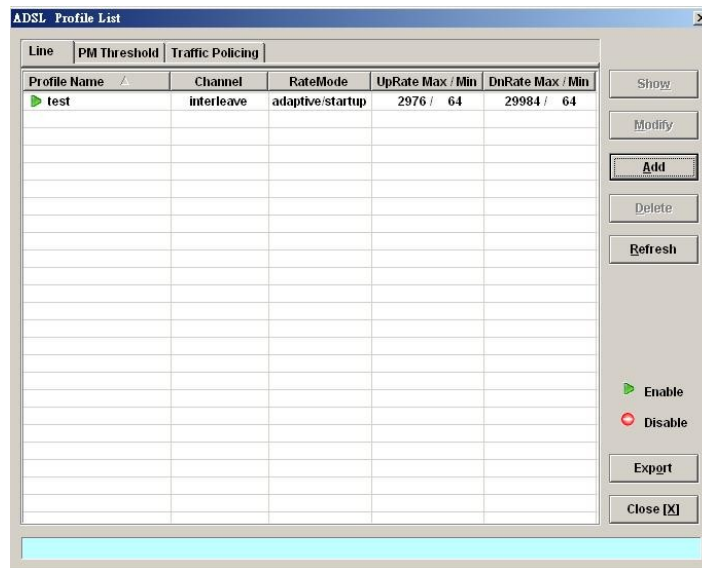 ADSL Profile List
Line PM Threshold Traffic Policing
Profile Name Channel RateMode UpRate Max / Min DnRate Max / Min
test interleave adaptive/startup 2976 / 64 29984 / 64
Show
Modify
Add
Delete
Refresh
Enable
Disable
Export
Close [X]